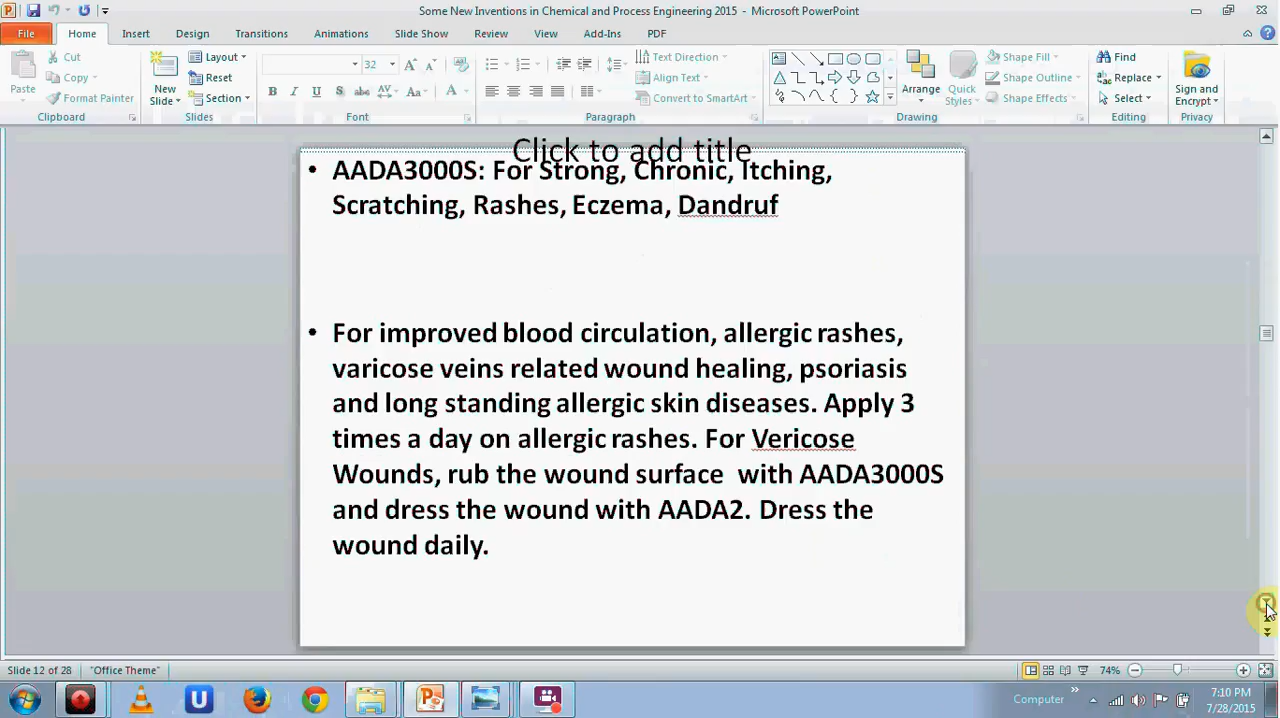 Some New Inventions in Chemical and Process Engineering 2015 - Microsoft PowerPoint
File Home Insert Design Transitions Animations Slide Show Review View Add-Ins PDF
Cut
Copy
Format Painter
Paste
Clipboard
New
Slide
Layout
Reset
Section
Slides
32
Font
Text Direction
Align Text
Convert to SmartArt
Paragraph
Arrange
Quick
Styles
Shape Fill
Shape Outline
Shape Effects
Drawing
Find
Replace
Select
Editing
Sign and
Encrypt
Privacy
Click to add title
• AADA3000S: For Strong, Chronic, Itching,
Scratching, Rashes, Eczema, Dandruf
• For improved blood circulation, allergic rashes,
varicose veins related wound healing, psoriasis
and long standing allergic skin diseases. Apply 3
times a day on allergic rashes. For Vericose
Wounds, rub the wound surface with AADA3000S
and dress the wound with AADA2. Dress the
wound daily.
Slide 12 of 28 "Office Theme" 74%
Computer 7:10 PM
7/28/2015